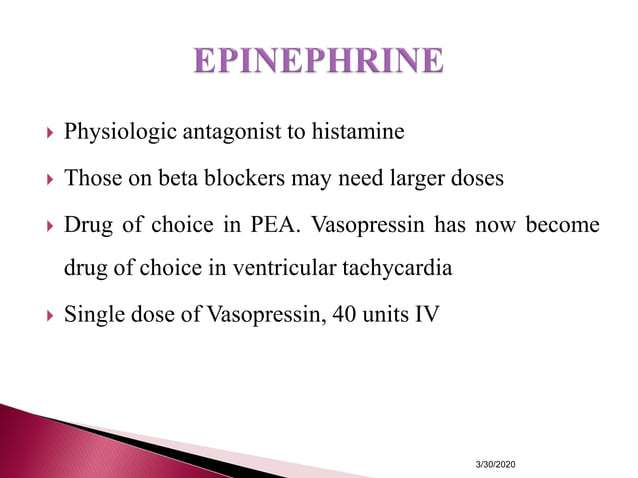 EPINEPHRINE
Physiologic antagonist to histamine
Those on beta blockers may need larger doses
Drug of choice in PEA. Vasopressin has now become
drug of choice in ventricular tachycardia
Single dose of Vasopressin, 40 units IV
3/30/2020